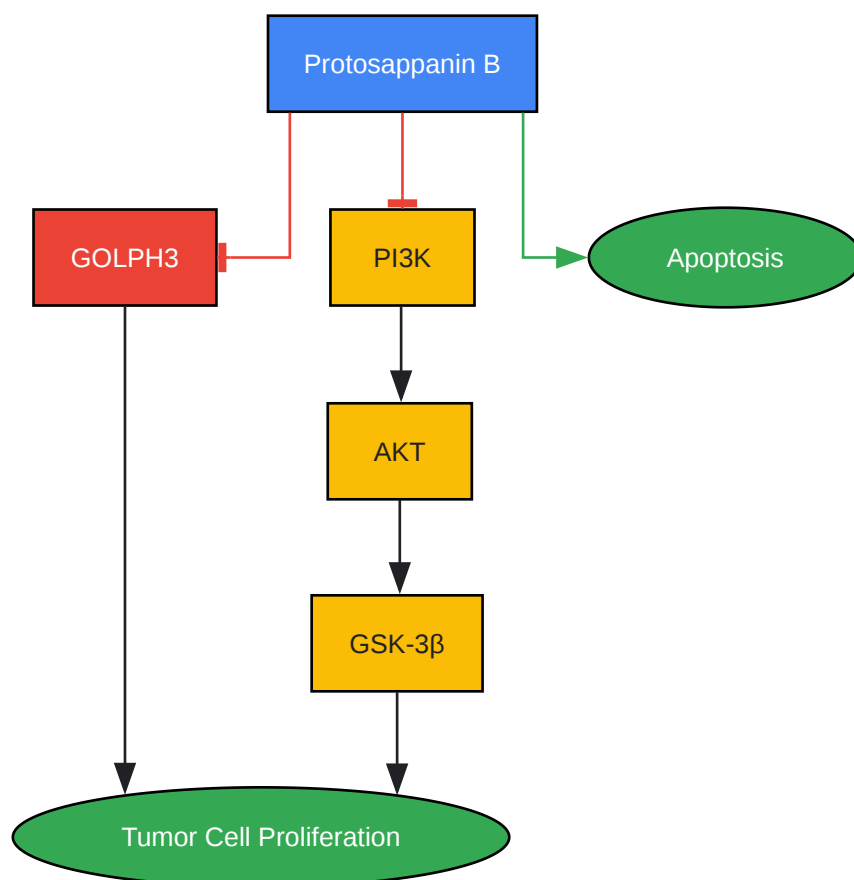 Protosappanin B
GOLPH3
PI3K
Apoptosis
AKT
GSK-3β
Tumor Cell Proliferation